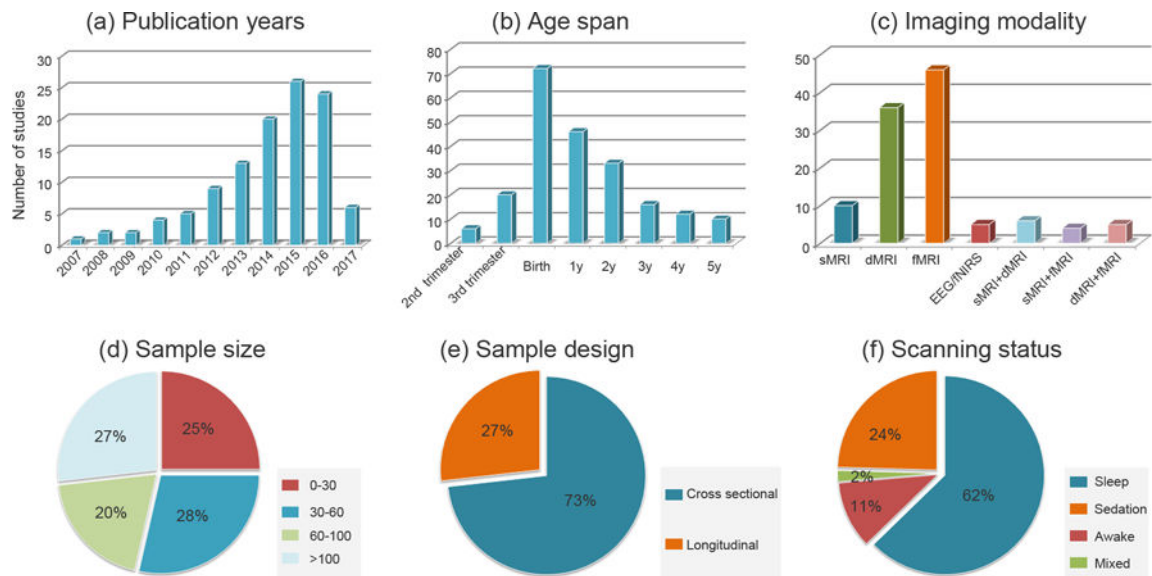 (a) Publication years
Number of studies
30
25
20
15
10
5
0
2007
2008
2009
2010
2011
2012
2013
2014
2015
2016
2017
(b) Age span
80
70
60
50
40
30
20
10
0
2nd trimester
3rd trimester
Birth
1y
2y
3y
4y
5y
(c) Imaging modality
50
40
30
20
10
0
sMRI
dMRI
fMRI
EEG/fNIRS
sMRI+dMRI
sMRI+fMRI
dMRI+fMRI
(d) Sample size
27%
25%
20%
28%
0-30
30-60
60-100
>100
(e) Sample design
27%
73%
Cross sectional
Longitudinal
(f) Scanning status
24%
2%
11%
62%
Sleep
Sedation
Awake
Mixed